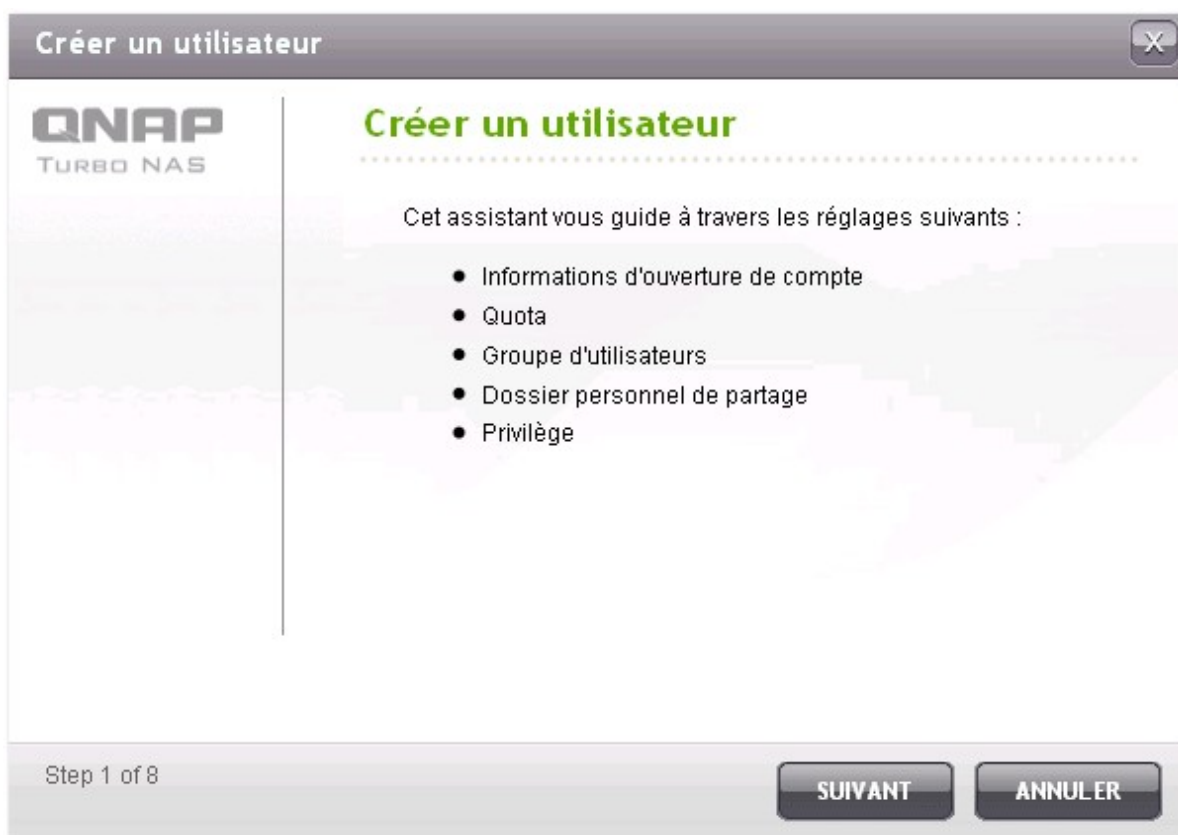 Créer un utilisateur
X
QNAP
TURBO NAS
Créer un utilisateur
Cet assistant vous guide à travers les réglages suivants :
● Informations d'ouverture de compte
● Quota
● Groupe d'utilisateurs
● Dossier personnel de partage
● Privilège
Step 1 of 8
SUIVANT
ANNULER